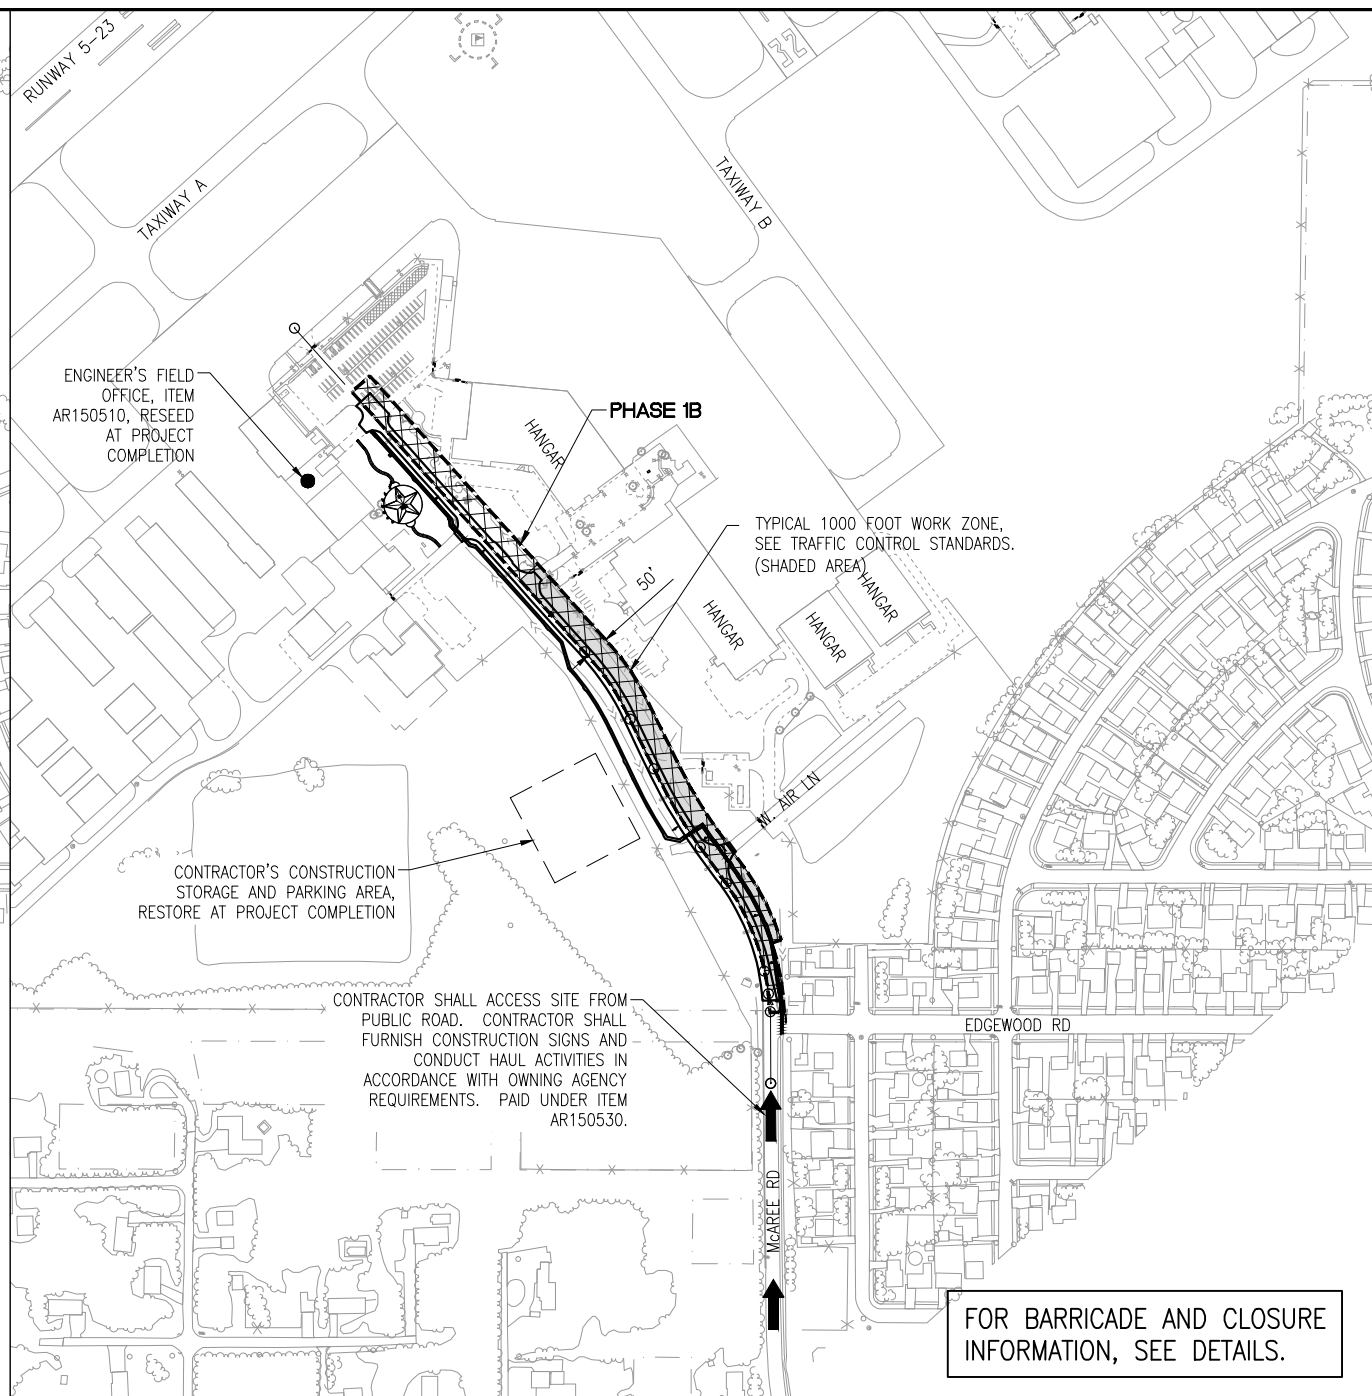 RUNWAY 5-23
32
TAXIWAY A
TAXIWAY B
ENGINEER'S FIELD
OFFICE, ITEM
AR150510, RESEED
AT PROJECT
COMPLETION
PHASE 1B
HANGAR
TYPICAL 1000 FOOT WORK ZONE,
SEE TRAFFIC CONTROL STANDARDS.
(SHADED AREA)
50'
HANGAR
HANGAR
HANGAR
W. AIR LN
CONTRACTOR'S CONSTRUCTION
STORAGE AND PARKING AREA,
RESTORE AT PROJECT COMPLETION
CONTRACTOR SHALL ACCESS SITE FROM
PUBLIC ROAD. CONTRACTOR SHALL
FURNISH CONSTRUCTION SIGNS AND
CONDUCT HAUL ACTIVITIES IN
ACCORDANCE WITH OWNING AGENCY
REQUIREMENTS. PAID UNDER ITEM
AR150530.
EDGEWOOD RD
McAREE RD
FOR BARRICADE AND CLOSURE
INFORMATION, SEE DETAILS.